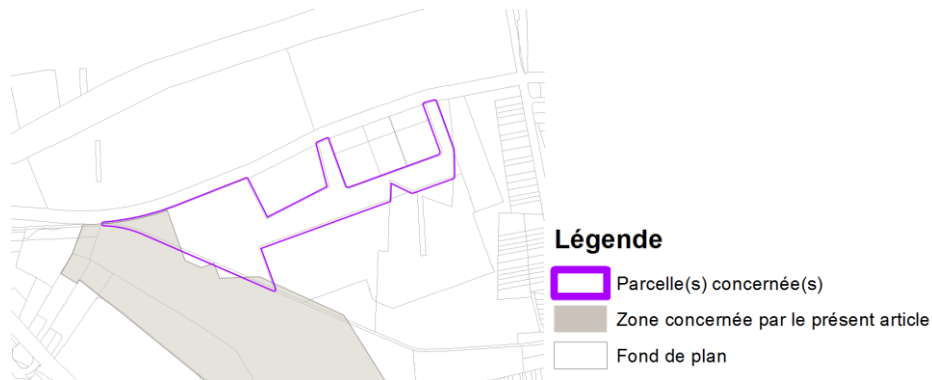 Légende
Parcelle(s) concernée(s)
Zone concernée par le présent article
Fond de plan